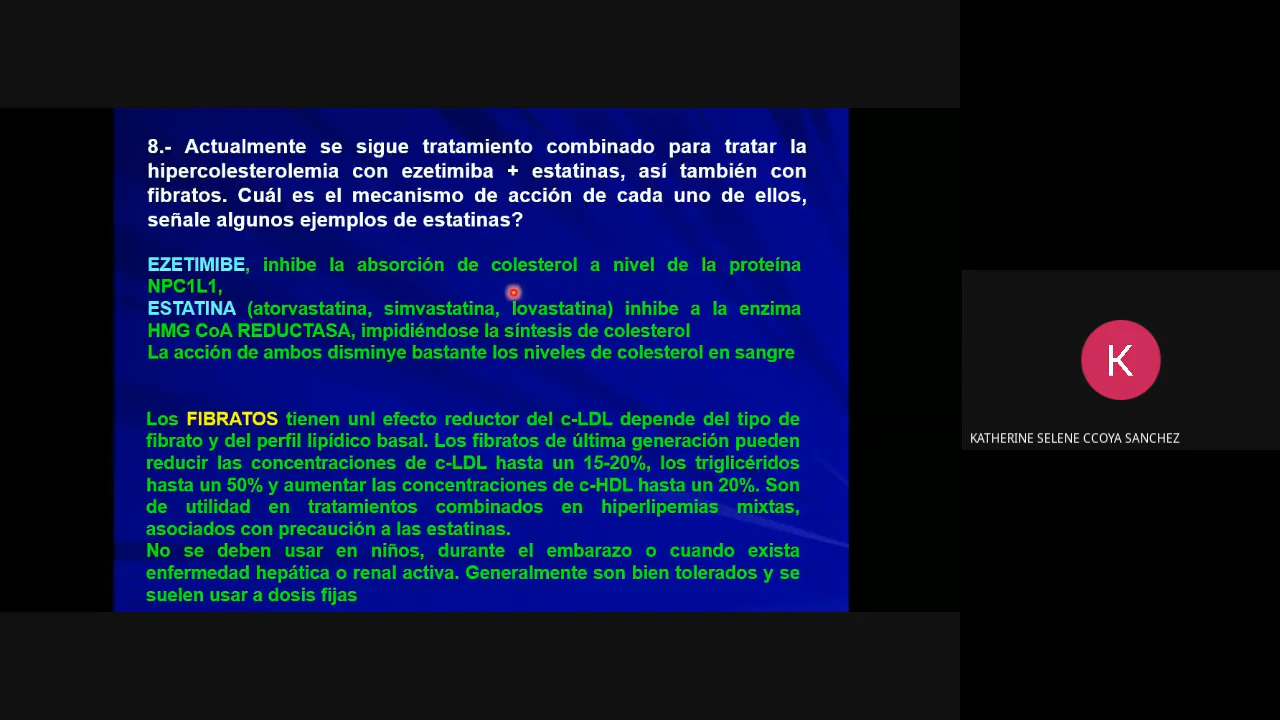 8.- Actualmente se sigue tratamiento combinado para tratar la
hipercolesterolemia con ezetimiba + estatinas, así también con
fibratos. Cuál es el mecanismo de acción de cada uno de ellos,
señale algunos ejemplos de estatinas?
EZETIMIBE, inhibe la absorción de colesterol a nivel de la proteína
NPC1L1,
ESTATINA (atorvastatina, simvastatina, lovastatina) inhibe a la enzima
HMG CoA REDUCTASA, impidiéndose la síntesis de colesterol
La acción de ambos disminye bastante los niveles de colesterol en sangre
Los FIBRATOS tienen unl efecto reductor del c-LDL depende del tipo de
fibrato y del perfil lipídico basal. Los fibratos de última generación pueden
reducir las concentraciones de c-LDL hasta un 15-20%, los triglicéridos
hasta un 50% y aumentar las concentraciones de c-HDL hasta un 20%. Son
de utilidad en tratamientos combinados en hiperlipemias mixtas,
asociados con precaución a las estatinas.
No se deben usar en niños, durante el embarazo o cuando exista
enfermedad hepática o renal activa. Generalmente son bien tolerados y se
suelen usar a dosis fijas
K
KATHERINE SELENE CCOYA SANCHEZ